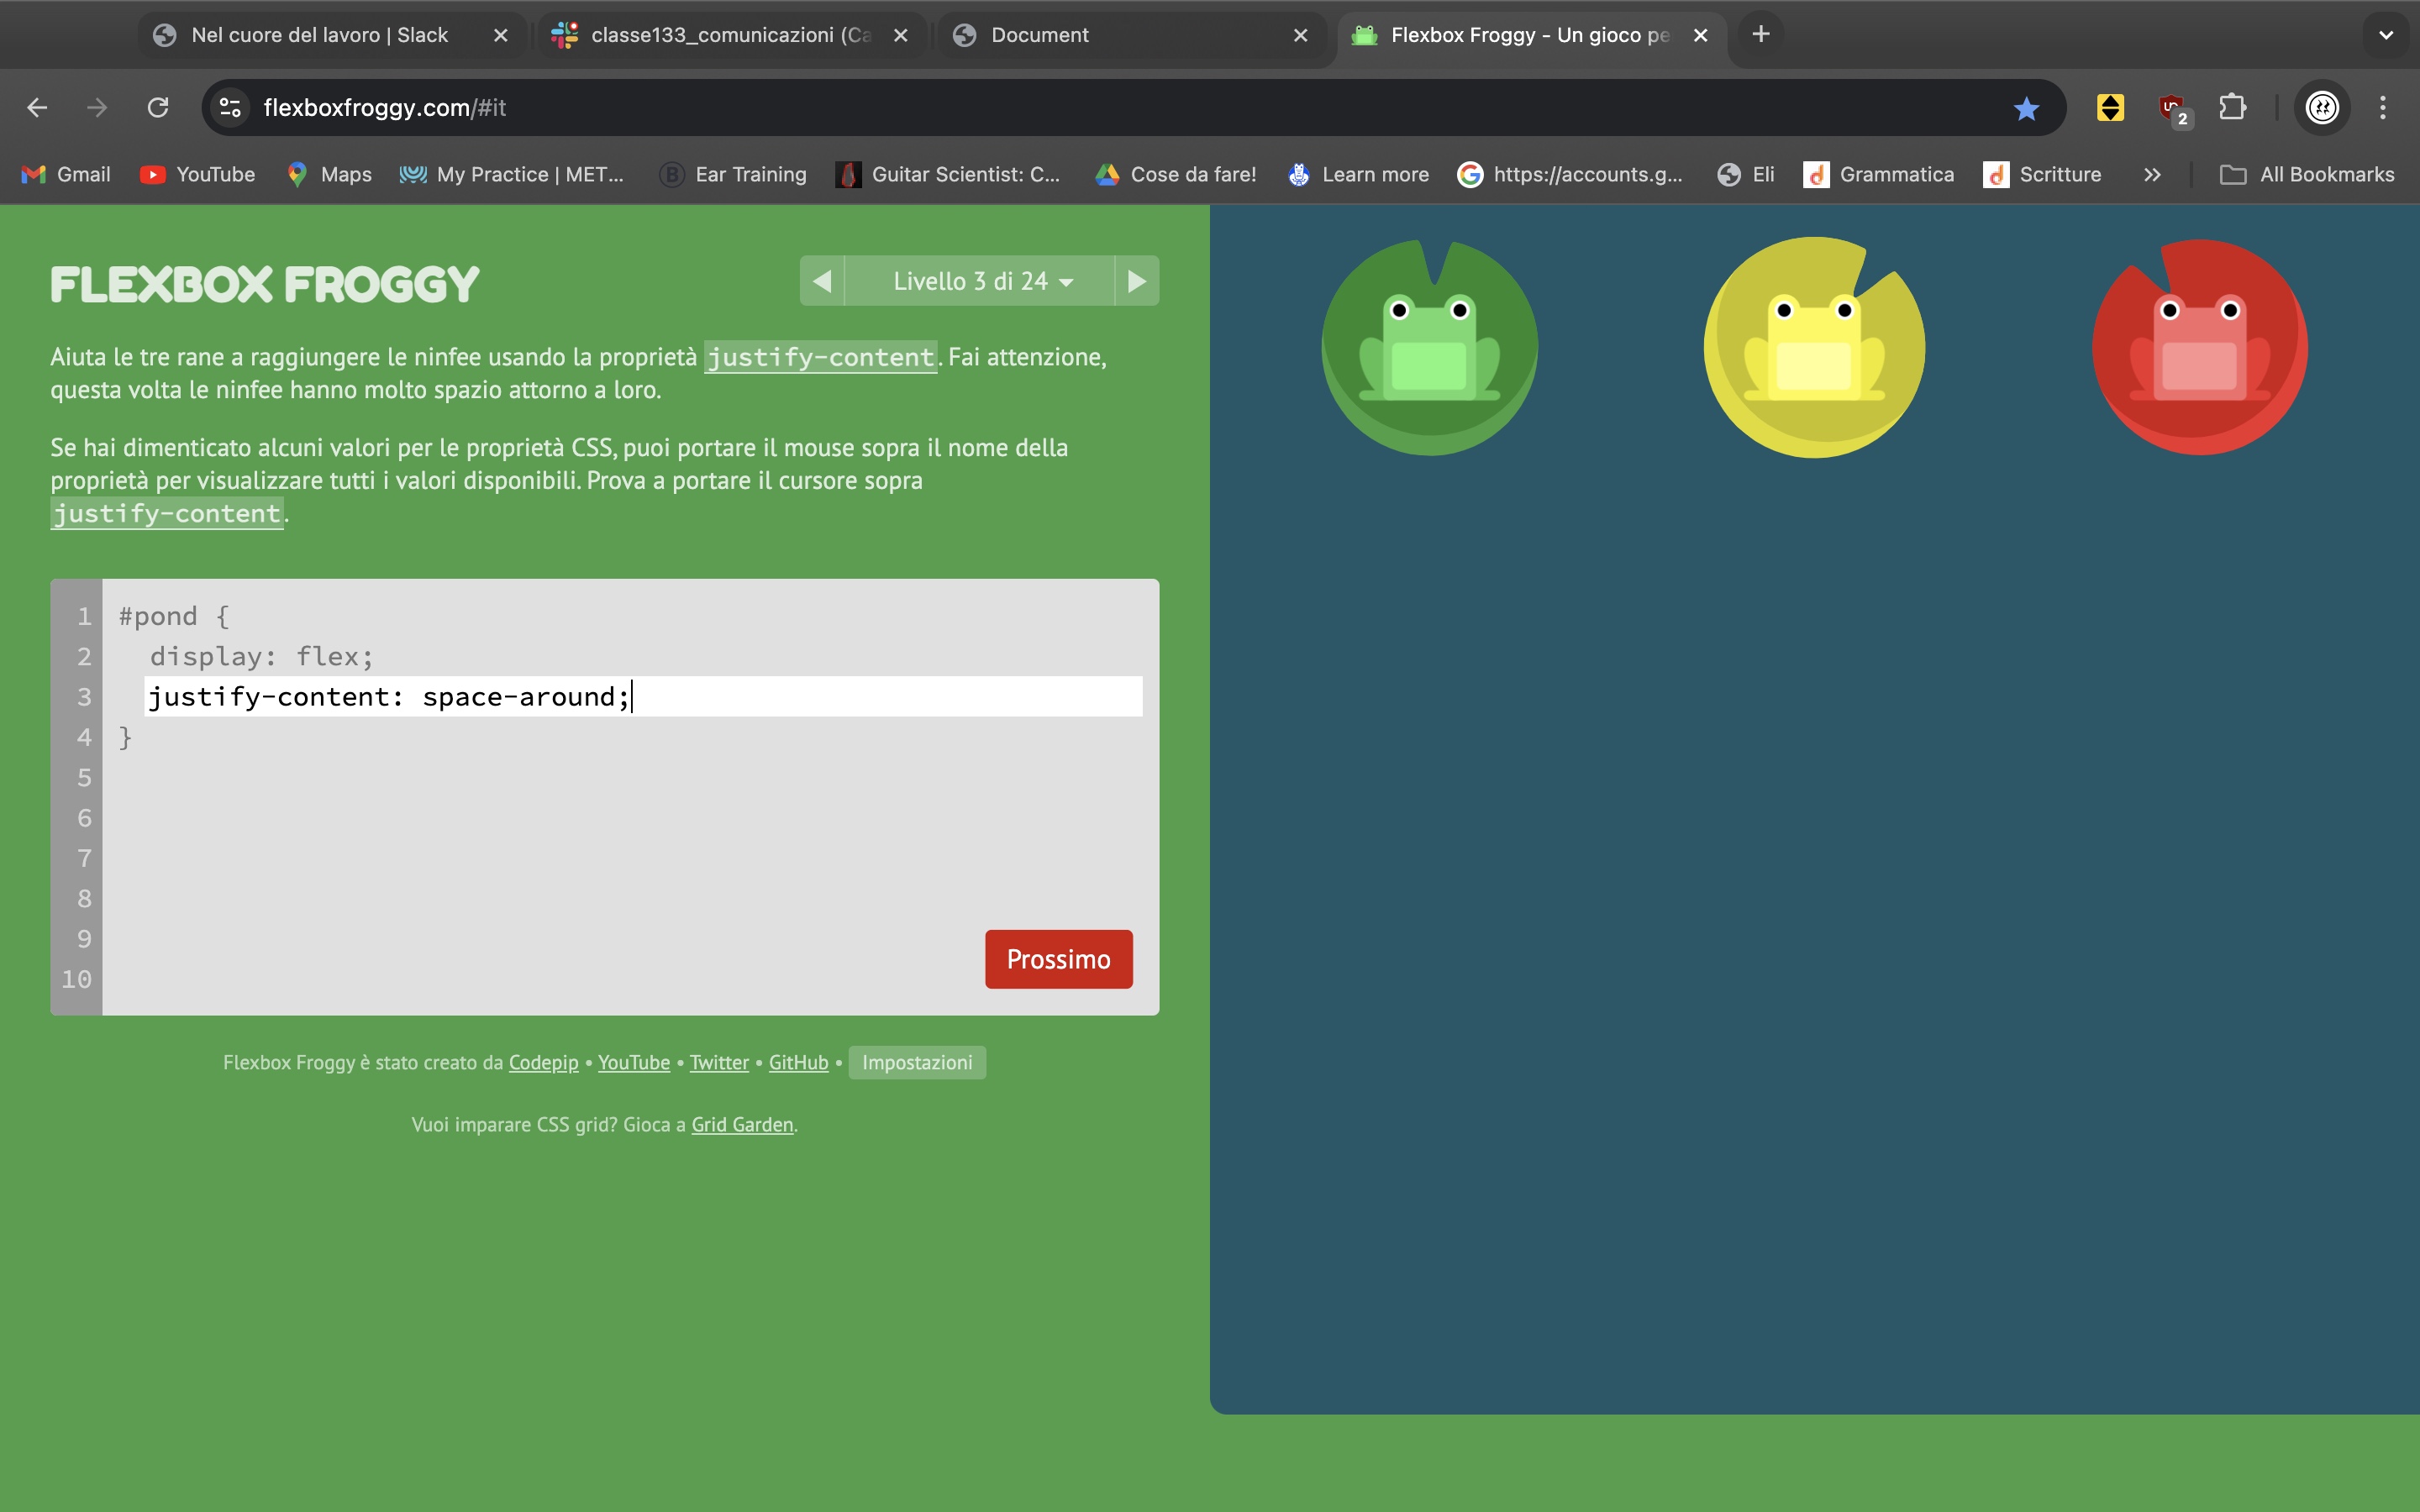 Nel cuore del lavoro | Slack
classe133_comunicazioni (Ca
Document
Flexbox Froggy - Un gioco pe
flexboxfroggy.com/#it
2
Gmail
YouTube
Maps
My Practice | MET...
Ear Training
Guitar Scientist: C...
Cose da fare!
Learn more
https://accounts.g...
Eli
Grammatica
Scritture
All Bookmarks
FLEXBOX FROGGY
Livello 3 di 24
Aiuta le tre rane a raggiungere le ninfee usando la proprietà justify-content. Fai attenzione,
questa volta le ninfee hanno molto spazio attorno a loro.
Se hai dimenticato alcuni valori per le proprietà CSS, puoi portare il mouse sopra il nome della
proprietà per visualizzare tutti i valori disponibili. Prova a portare il cursore sopra
justify-content.
1 #pond {
2 display: flex;
3 justify-content: space-around;
4 }
5
6
7
8
9
10
Prossimo
Flexbox Froggy è stato creato da Codepip • YouTube • Twitter • GitHub • Impostazioni
Vuoi imparare CSS grid? Gioca a Grid Garden.